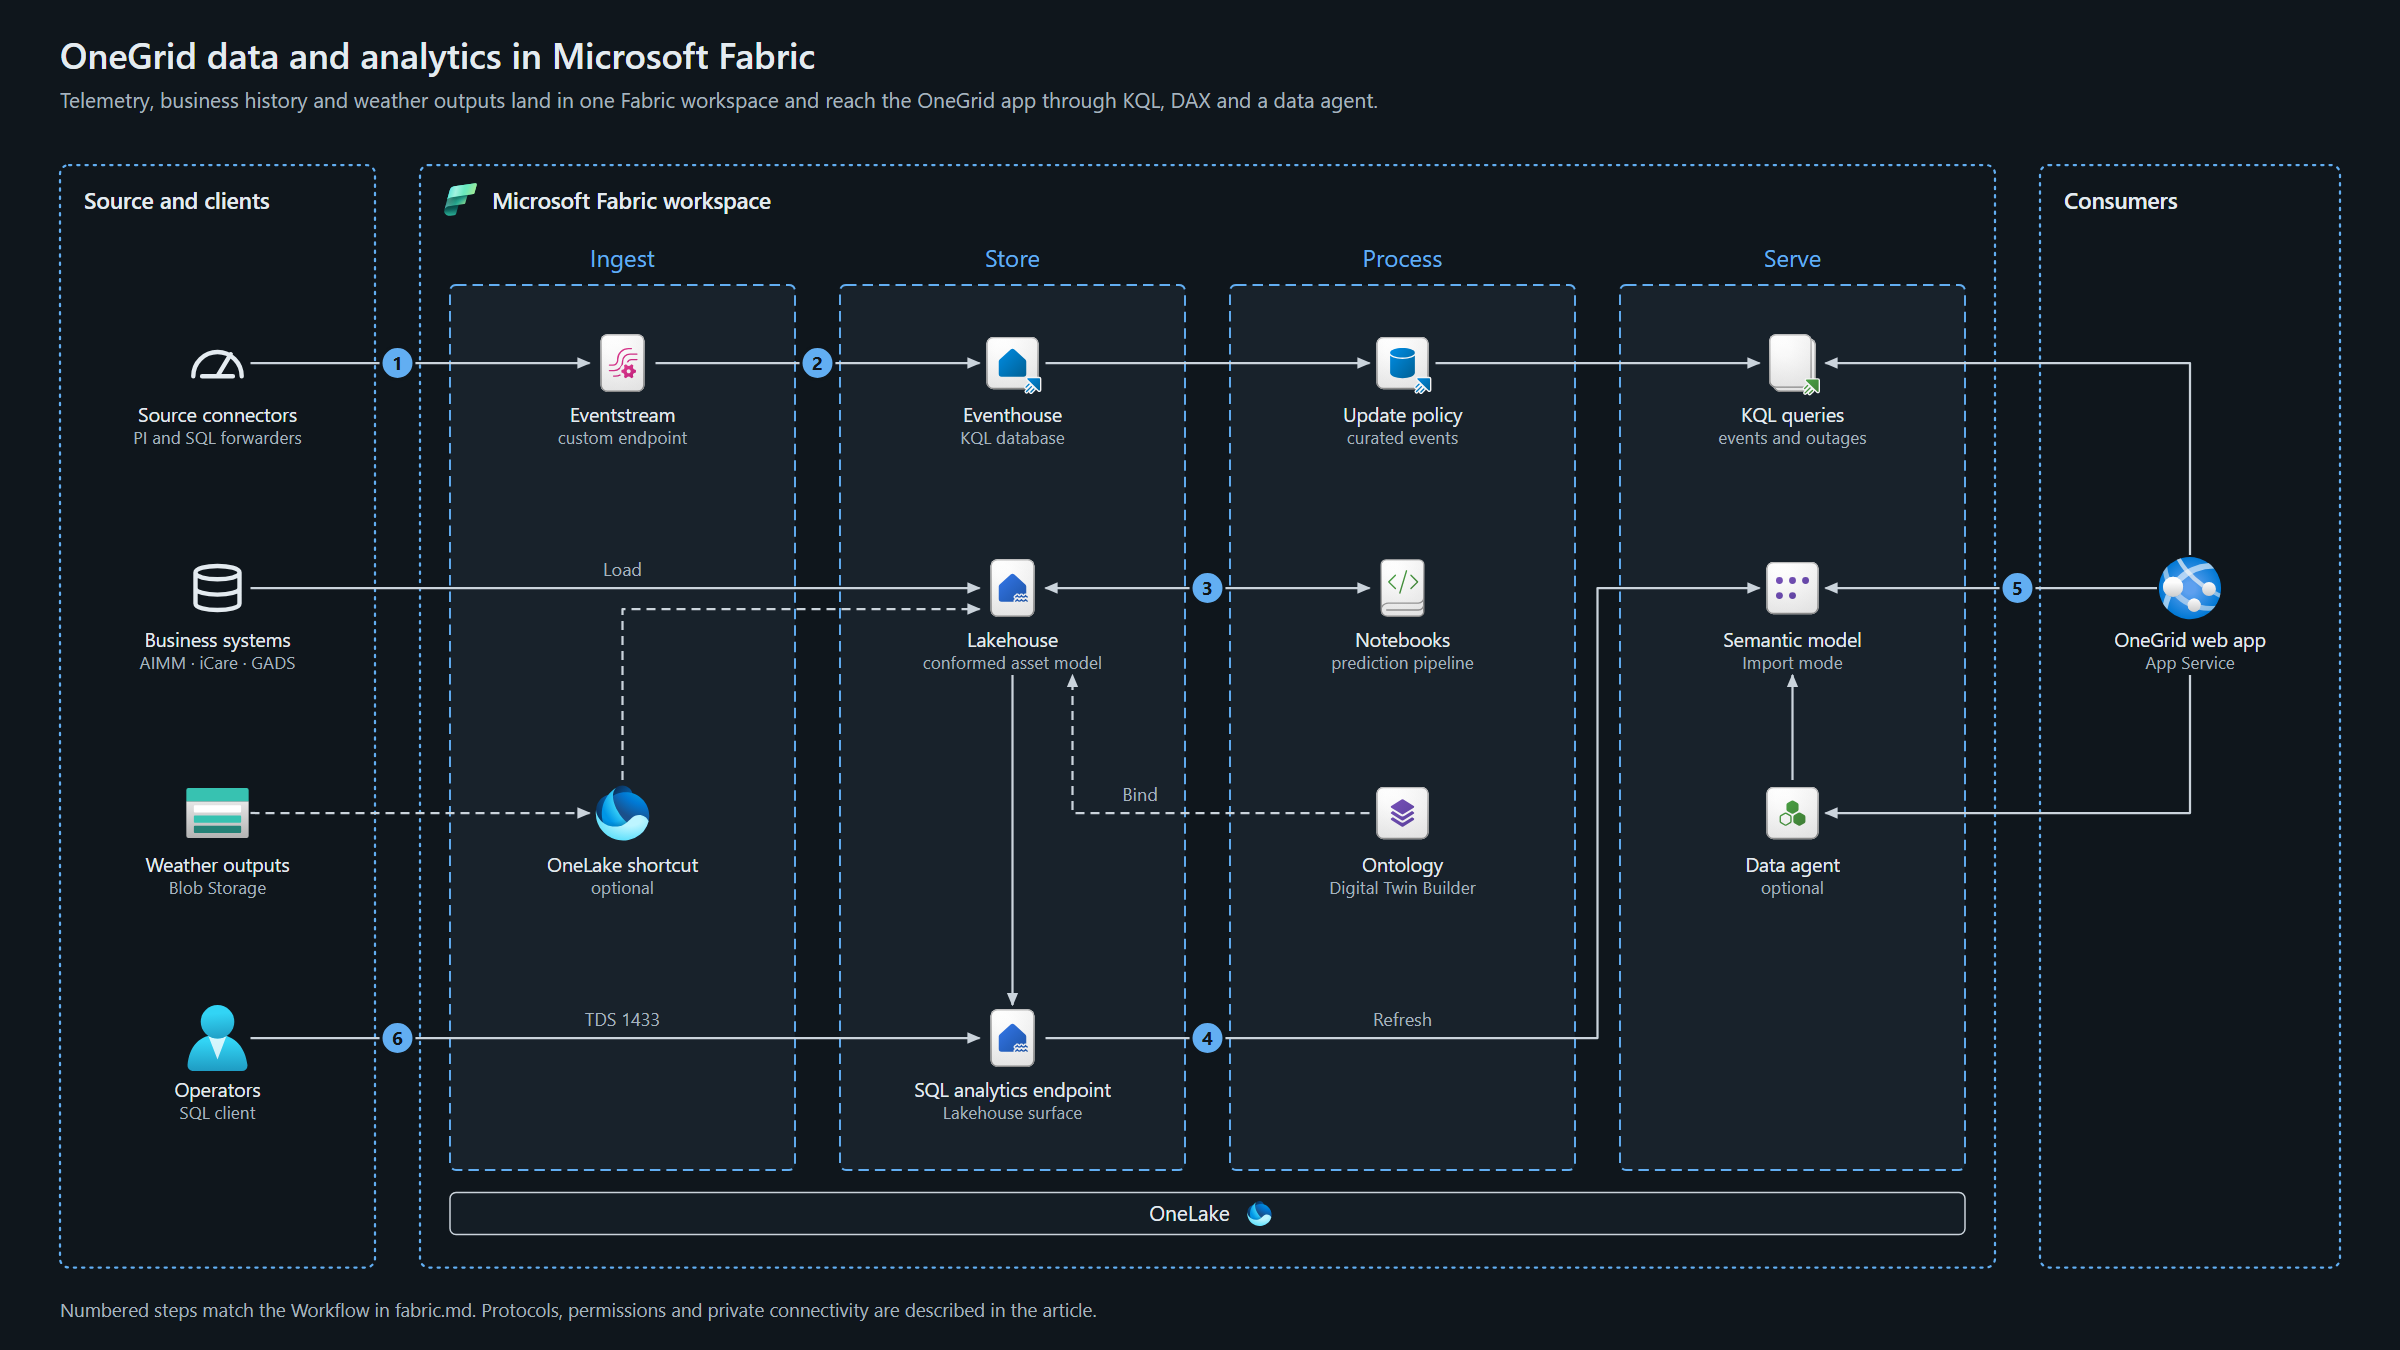 OneGrid data and analytics in Microsoft Fabric
Telemetry, business history and weather outputs land in one Fabric workspace and reach the OneGrid app through KQL, DAX and a data agent.
Source and clients
Microsoft Fabric workspace
Consumers
Ingest
Store
Process
Serve
1
2
Source connectors
PI and SQL forwarders
Eventstream
custom endpoint
Eventhouse
KQL database
Update policy
curated events
KQL queries
events and outages
Load
3
5
Business systems
AIMM · iCare · GADS
Lakehouse
conformed asset model
Notebooks
prediction pipeline
Semantic model
Import mode
OneGrid web app
App Service
Bind
Weather outputs
Blob Storage
OneLake shortcut
optional
Ontology
Digital Twin Builder
Data agent
optional
6
TDS 1433
4
Refresh
Operators
SQL client
SQL analytics endpoint
Lakehouse surface
OneLake
Numbered steps match the Workflow in fabric.md. Protocols, permissions and private connectivity are described in the article.